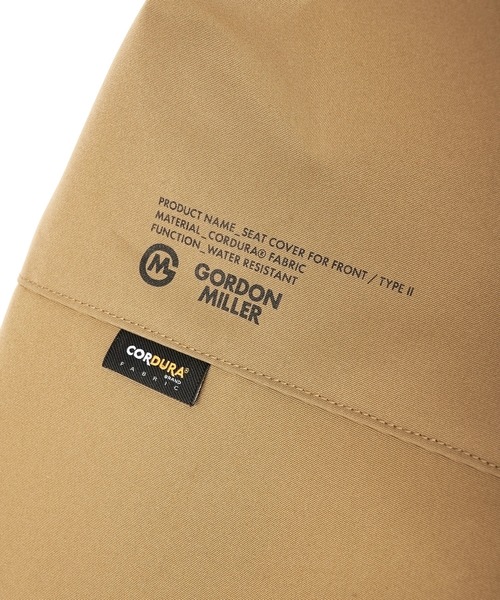 PRODUCT NAME_SEAT COVER FOR FRONT / TYPE II
MATERIAL_CORDURA® FABRIC
FUNCTION_WATER RESISTANT
GORDON
MILLER
CORDURA®
BRAND
FABRIC